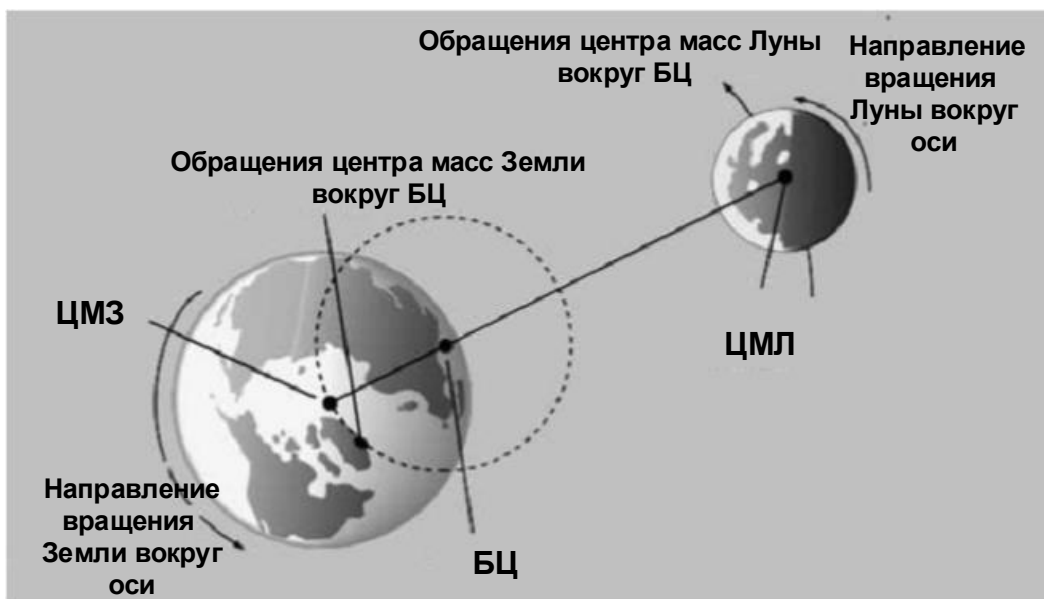 Обращения центра масс Луны
вокруг БЦ
Направление
вращения
Луны вокруг
оси
Обращения центра масс Земли
вокруг БЦ
ЦМЗ
ЦМЛ
Направление
вращения
Земли вокруг
оси
БЦ